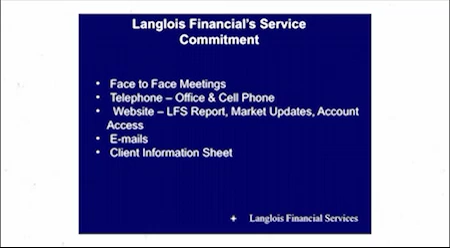 Langlois Financial's Service
Commitment
• Face to Face Meetings
• Telephone – Office & Cell Phone
• Website – LFS Report, Market Updates, Account
Access
• E-mails
• Client Information Sheet
Langlois Financial Services